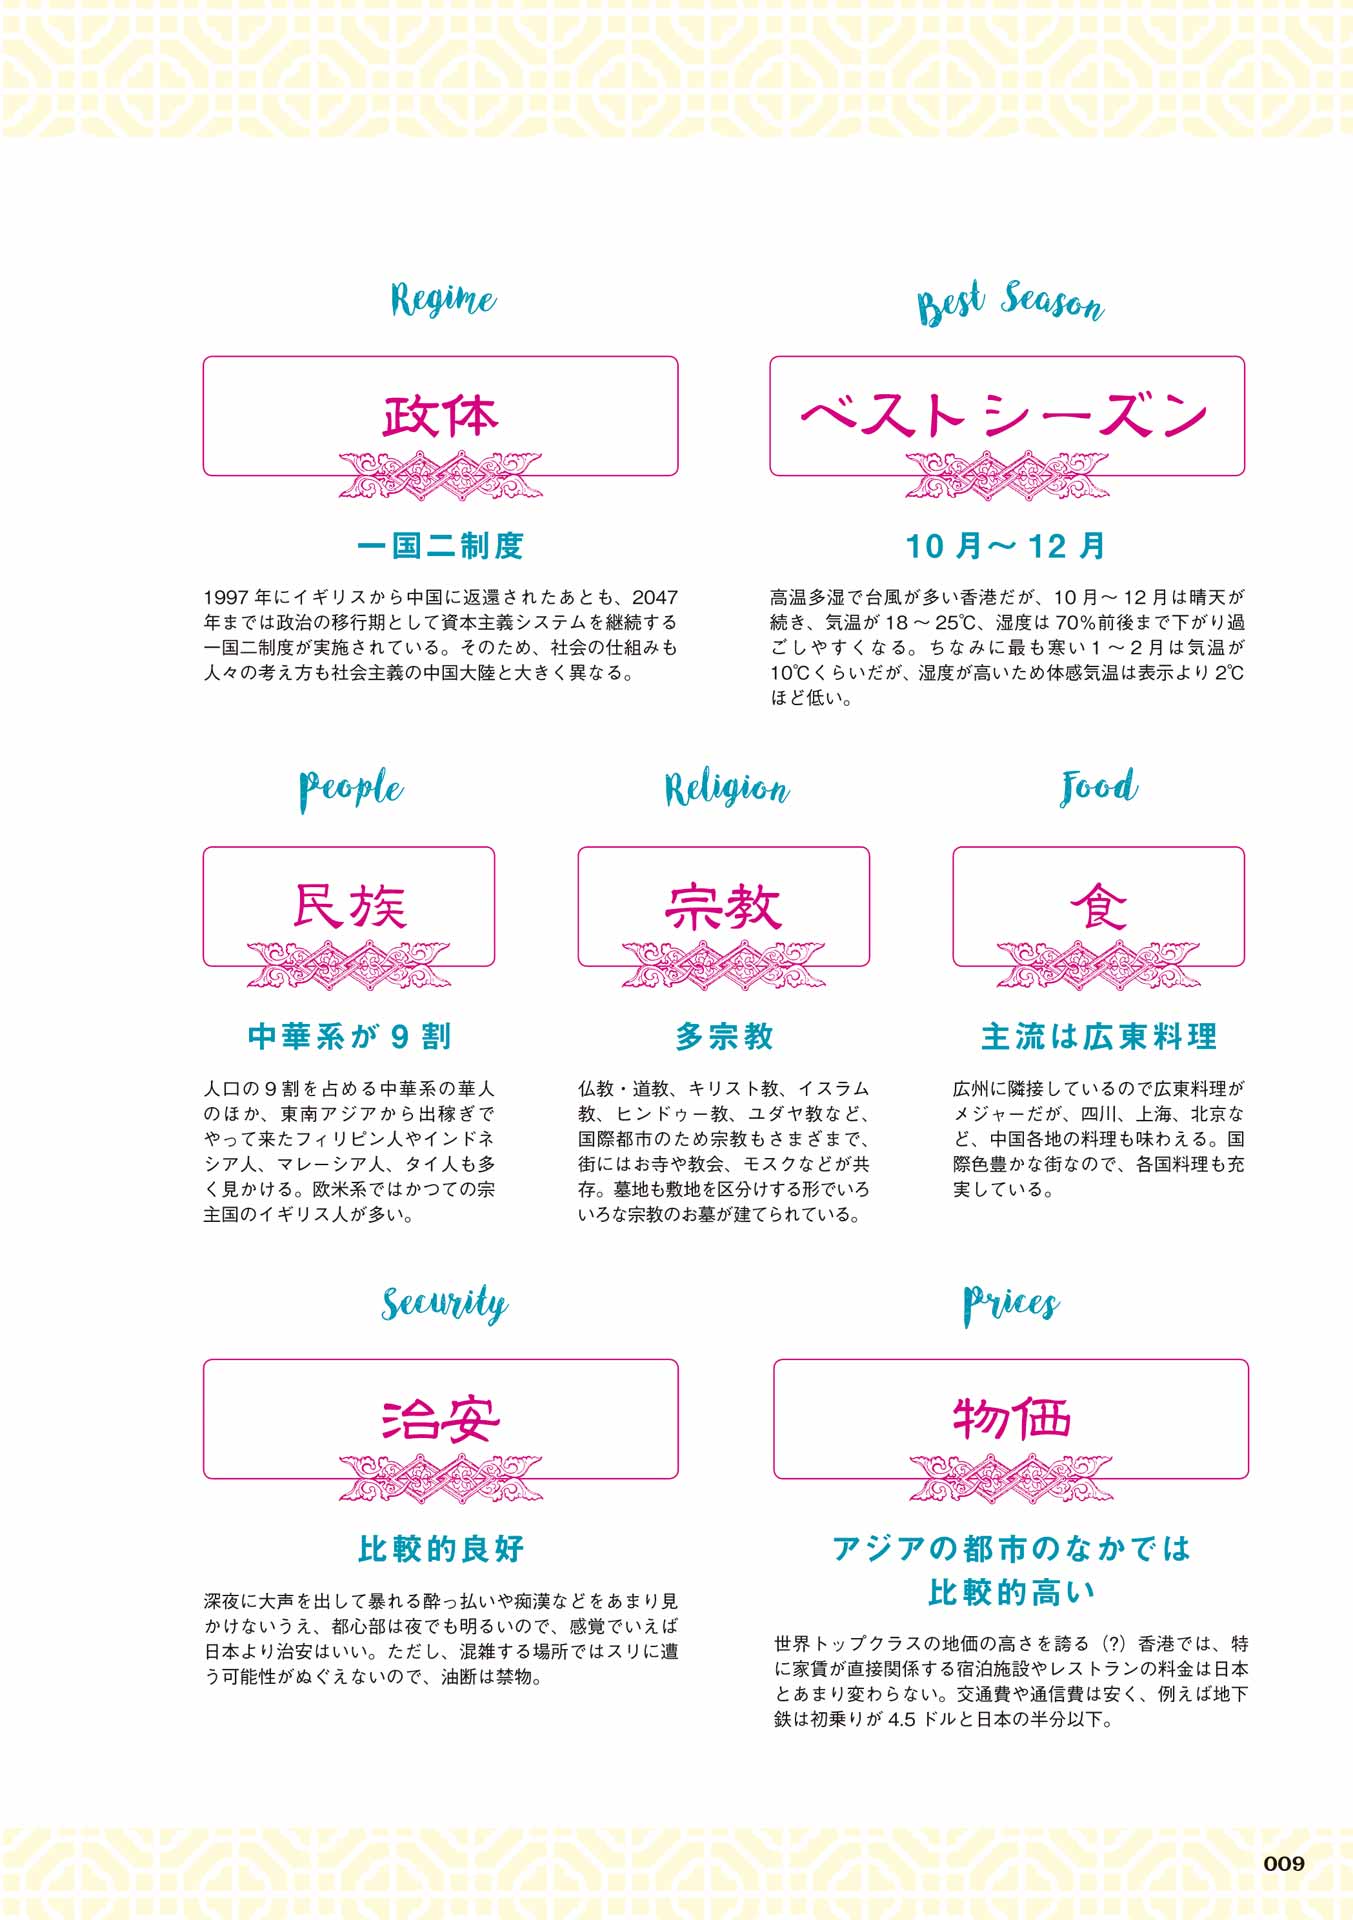 Regime
政体
一国二制度
1997 年にイギリスから中国に返還されたあとも、2047
年までは政治の移行期として資本主義システムを継続する
一国二制度が実施されている。そのため、社会の仕組みも
人々の考え方も社会主義の中国大陸と大きく異なる。
Best Season
ベストシーズン
10 月〜 12 月
高温多湿で台風が多い香港だが、10 月〜 12 月は晴天が
続き、気温が 18 〜 25℃、湿度は 70%前後まで下がり過
ごしやすくなる。ちなみに最も寒い 1 〜 2 月は気温が
10℃くらいだが、湿度が高いため体感気温は表示より 2℃
ほど低い。
People
民族
中華系が 9 割
人口の 9 割を占める中華系の華人
のほか、東南アジアから出稼ぎで
やって来たフィリピン人やインドネ
シア人、マレーシア人、タイ人も多
く見かける。欧米系ではかつての宗
主国のイギリス人が多い。
Religion
宗教
多宗教
仏教・道教、キリスト教、イスラム
教、ヒンドゥー教、ユダヤ教など、
国際都市のため宗教もさまざまで、
街にはお寺や教会、モスクなどが共
存。墓地も敷地を区分けする形でいろ
いろな宗教のお墓が建てられている。
Food
食
主流は広東料理
広州に隣接しているので広東料理が
メジャーだが、四川、上海、北京な
ど、中国各地の料理も味わえる。国
際色豊かな街なので、各国料理も充
実している。
Security
治安
比較的良好
深夜に大声を出して暴れる酔っ払いや痴漢などをあまり見
かけないうえ、都心部は夜でも明るいので、感覚でいえば
日本より治安はいい。ただし、混雑する場所ではスリに遭
う可能性がぬぐえないので、油断は禁物。
Prices
物価
アジアの都市のなかでは
比較的高い
世界トップクラスの地価の高さを誇る（?）香港では、特
に家賃が直接関係する宿泊施設やレストランの料金は日本
とあまり変わらない。交通費や通信費は安く、例えば地下
鉄は初乗りが 4.5 ドルと日本の半分以下。
009